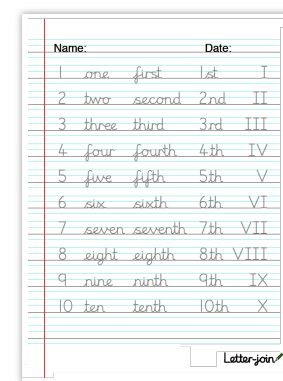 Name: Date:
1 one first 1st I
2 two second 2nd II
3 three third 3rd III
4 four fourth 4th IV
5 five fifth 5th V
6 six sixth 6th VI
7 seven seventh 7th VII
8 eight eighth 8th VIII
9 nine ninth 9th IX
10 ten tenth 10th X
Letter-join